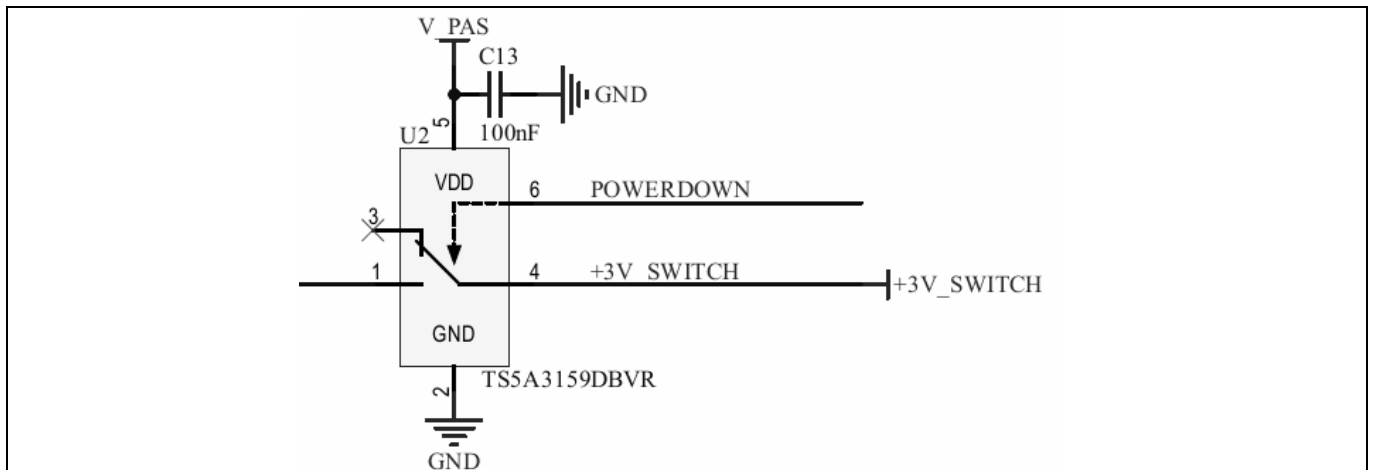 V_PAS
C13
GND
5
U2
100nF
VDD
6 POWERDOWN
3
1
4 +3V_SWITCH
+3V_SWITCH
GND
2
TS5A3159DBVR
GND